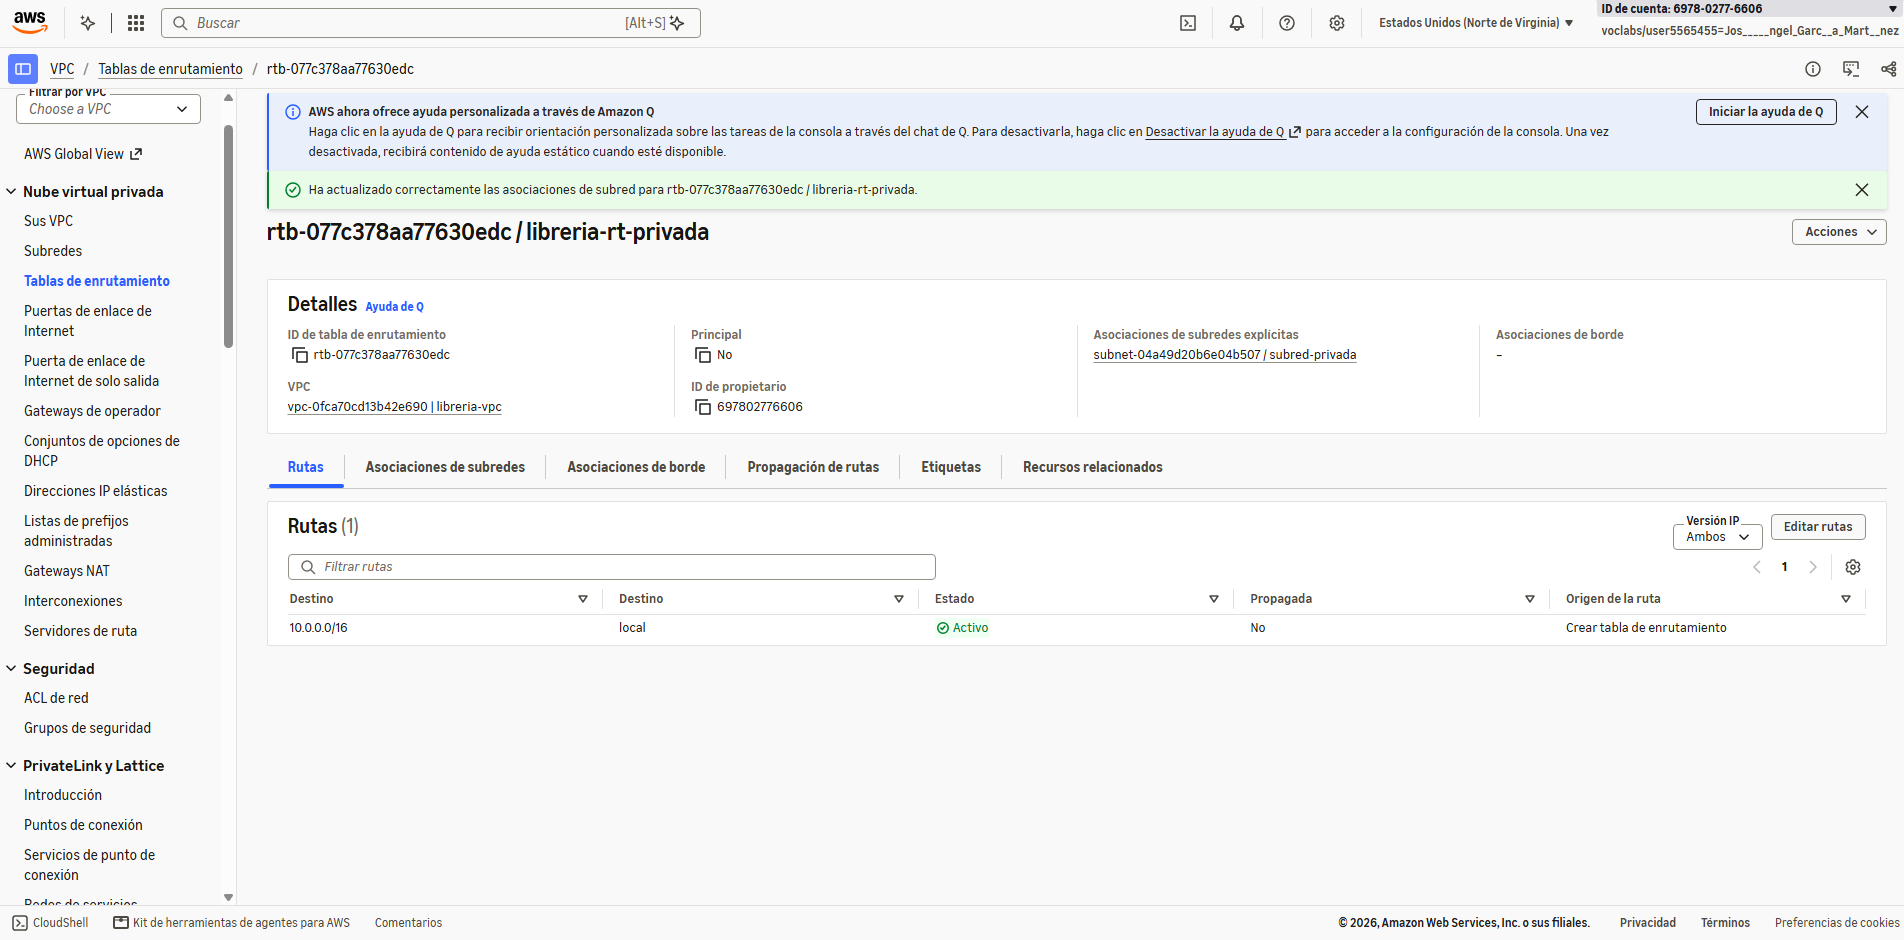 aws
Buscar
[Alt+S]
Estados Unidos (Norte de Virginia)
ID de cuenta: 6978-0277-6606
voclabs/user5565455=Jos_____ngel_Garc__a_Mart__nez
VPC / Tablas de enrutamiento / rtb-077c378aa77630edc
Filtrar por VPC
Choose a VPC
AWS Global View
Nube virtual privada
Sus VPC
Subredes
Tablas de enrutamiento
Puertas de enlace de
Internet
Puerta de enlace de
Internet de solo salida
Gateways de operador
Conjuntos de opciones de
DHCP
Direcciones IP elásticas
Listas de prefijos
administradas
Gateways NAT
Interconexiones
Servidores de ruta
Seguridad
ACL de red
Grupos de seguridad
PrivateLink y Lattice
Introducción
Puntos de conexión
Servicios de punto de
conexión
Redes de servicios
AWS ahora ofrece ayuda personalizada a través de Amazon Q
Haga clic en la ayuda de Q para recibir orientación personalizada sobre las tareas de la consola a través del chat de Q. Para desactivarla, haga clic en Desactivar la ayuda de Q para acceder a la configuración de la consola. Una vez
desactivada, recibirá contenido de ayuda estático cuando esté disponible.
Iniciar la ayuda de Q
Ha actualizado correctamente las asociaciones de subred para rtb-077c378aa77630edc / libreria-rt-privada.
rtb-077c378aa77630edc / libreria-rt-privada
Acciones
Detalles
Ayuda de Q
ID de tabla de enrutamiento
rtb-077c378aa77630edc
Principal
No
Asociaciones de subredes explícitas
subnet-04a49d20b6e04b507 / subred-privada
Asociaciones de borde
–
VPC
vpc-0fca70cd13b42e690 | libreria-vpc
ID de propietario
697802776606
Rutas
Asociaciones de subredes
Asociaciones de borde
Propagación de rutas
Etiquetas
Recursos relacionados
Rutas (1)
Versión IP
Ambos
Editar rutas
Filtrar rutas
1
Destino Destino Estado Propagada Origen de la ruta
10.0.0.0/16 local Activo No Crear tabla de enrutamiento
CloudShell
Kit de herramientas de agentes para AWS
Comentarios
© 2026, Amazon Web Services, Inc. o sus filiales.
Privacidad
Términos
Preferencias de cookies